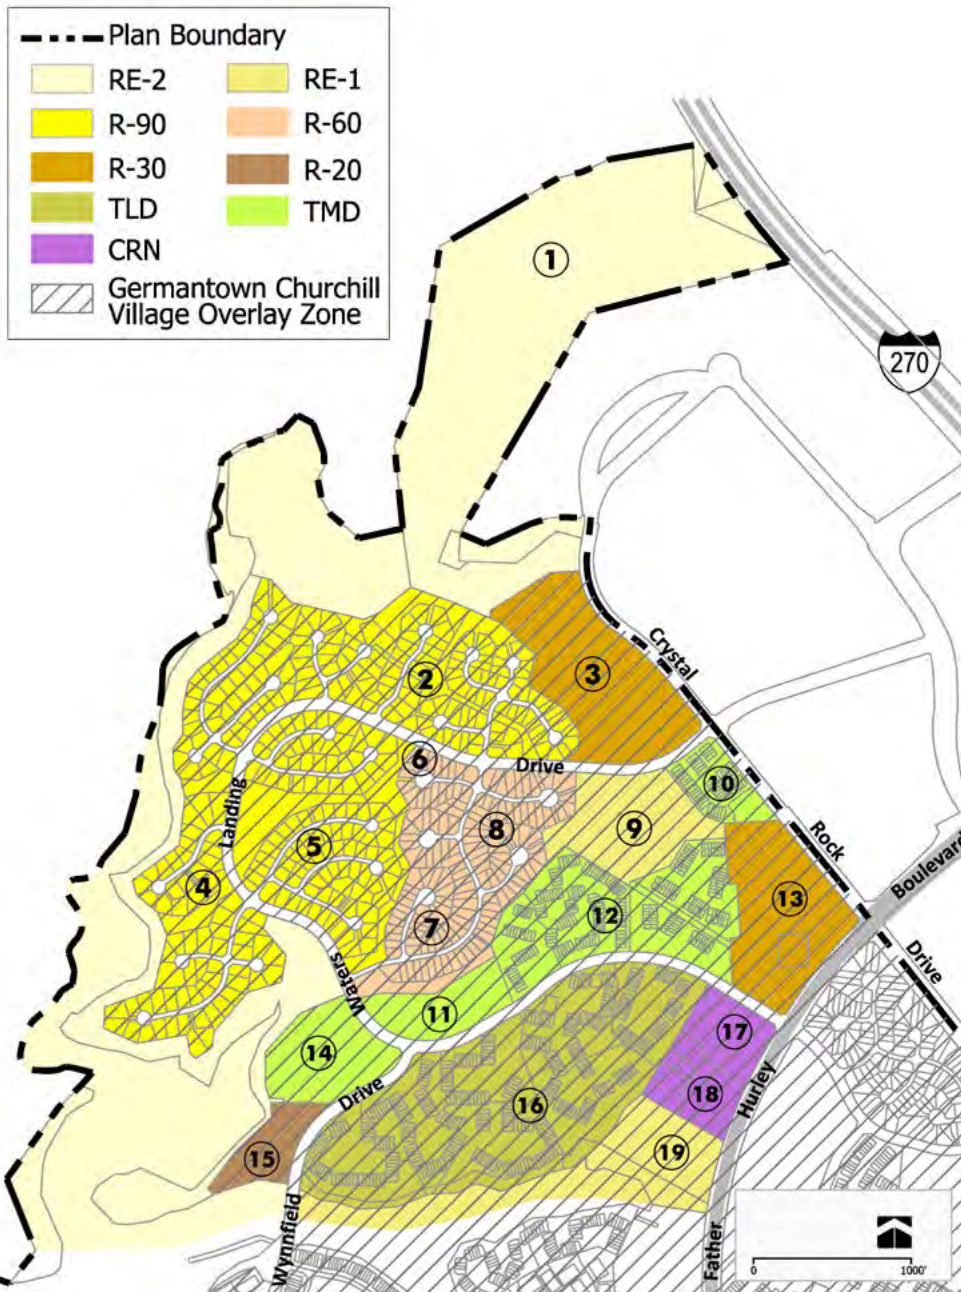 Plan Boundary
RE-2
RE-1
R-90
R-60
R-30
R-20
TLD
TMD
CRN
Germantown Churchill
Village Overlay Zone
1
270
Crystal
2
3
6
Drive
10
Landing
8
9
Rock
5
Boulevard
4
13
12
7
Drive
Waters
11
17
14
Drive
18
Hurley
16
19
15
Wynnfield
Father
0
1000'